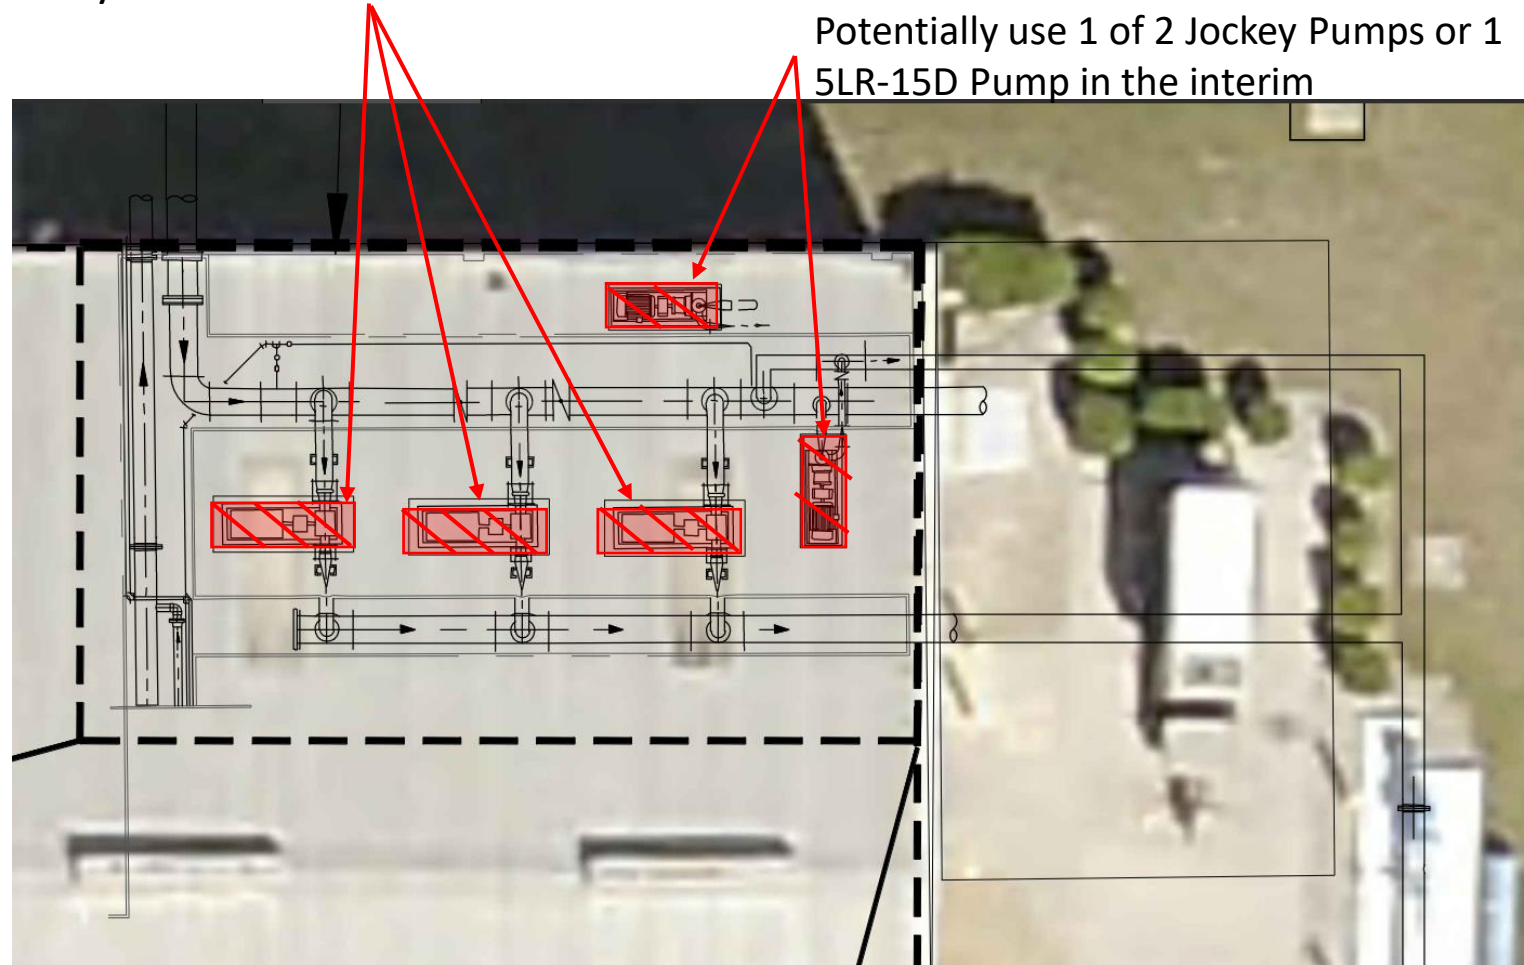 Potentially use 1 of 2 Jockey Pumps or 1
5LR-15D Pump in the interim